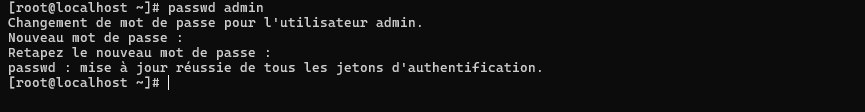 [root@localhost ~]# passwd admin
Changement de mot de passe pour l'utilisateur admin.
Nouveau mot de passe :
Retapez le nouveau mot de passe :
passwd : mise à jour réussie de tous les jetons d'authentification.
[root@localhost ~]#